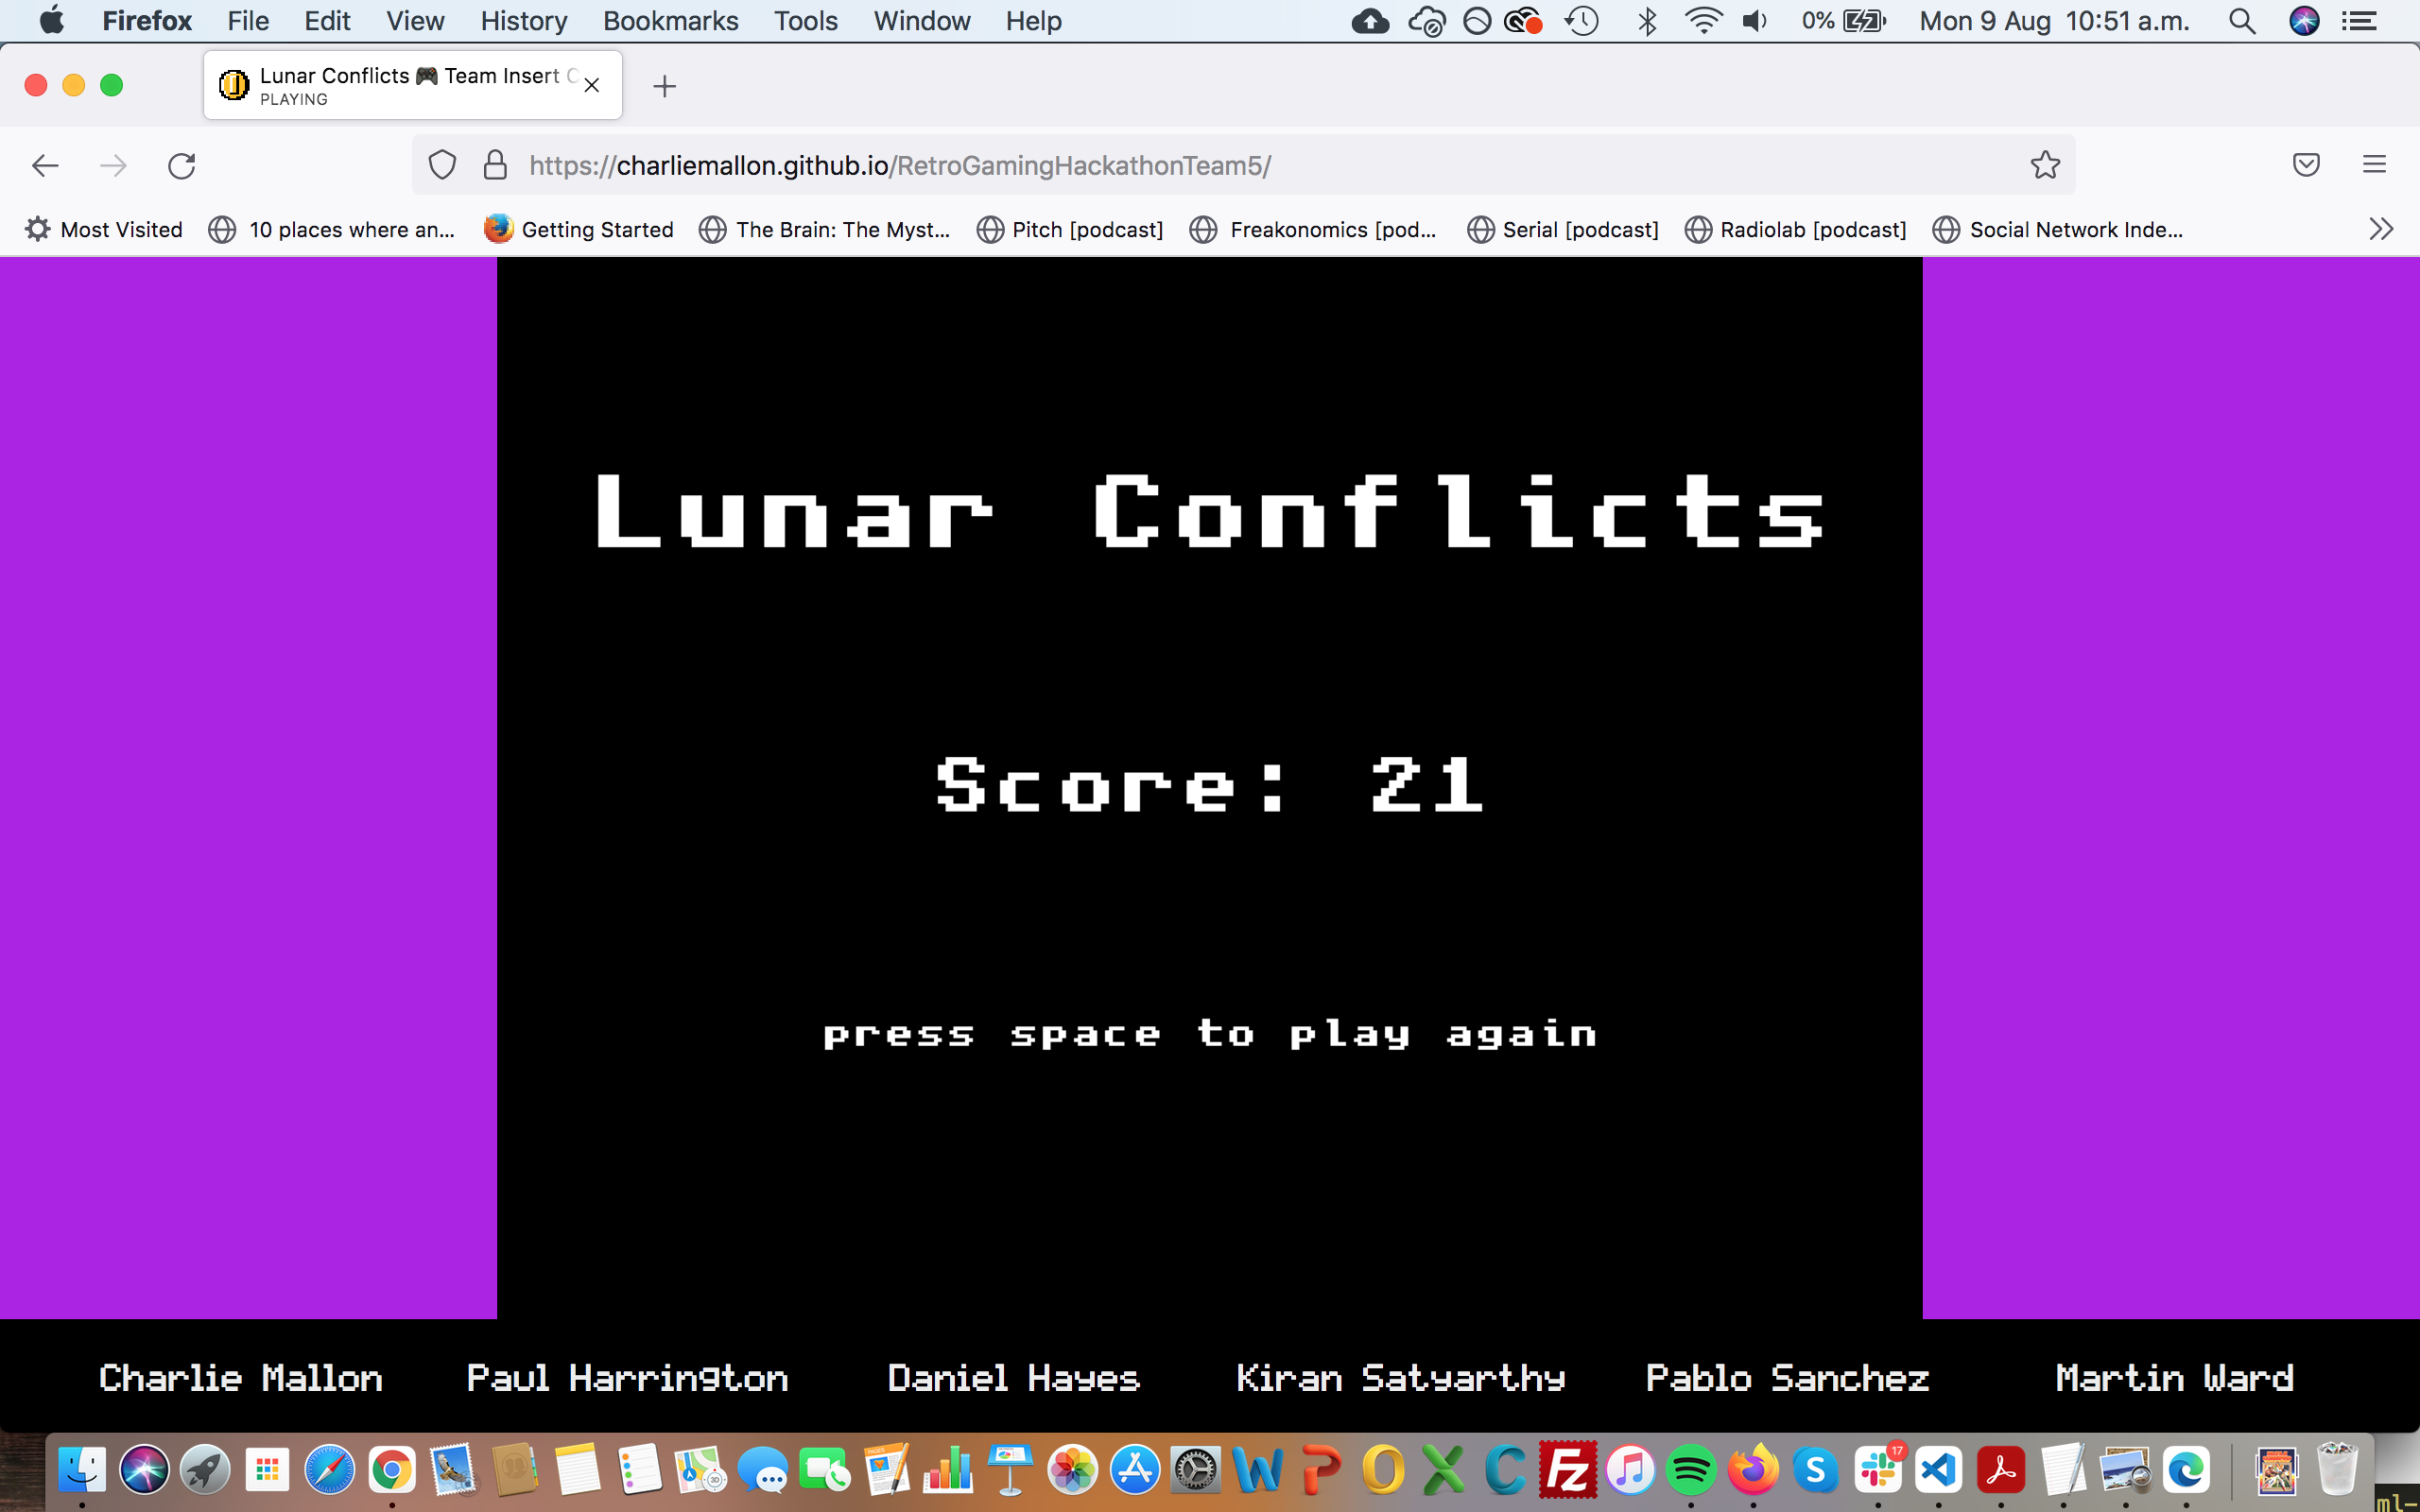 Firefox File Edit View History Bookmarks Tools Window Help 0% Mon 9 Aug 10:51 a.m.
Lunar Conflicts 🎮 Team Insert C
PLAYING
https://charliemallon.github.io/RetroGamingHackathonTeam5/
Most Visited 10 places where an... Getting Started The Brain: The Myst... Pitch [podcast] Freakonomics [pod... Serial [podcast] Radiolab [podcast] Social Network Inde...
Lunar Conflicts
Score: 21
press space to play again
Charlie Mallon Paul Harrington Daniel Hayes Kiran Satyarthy Pablo Sanchez Martin Ward
17